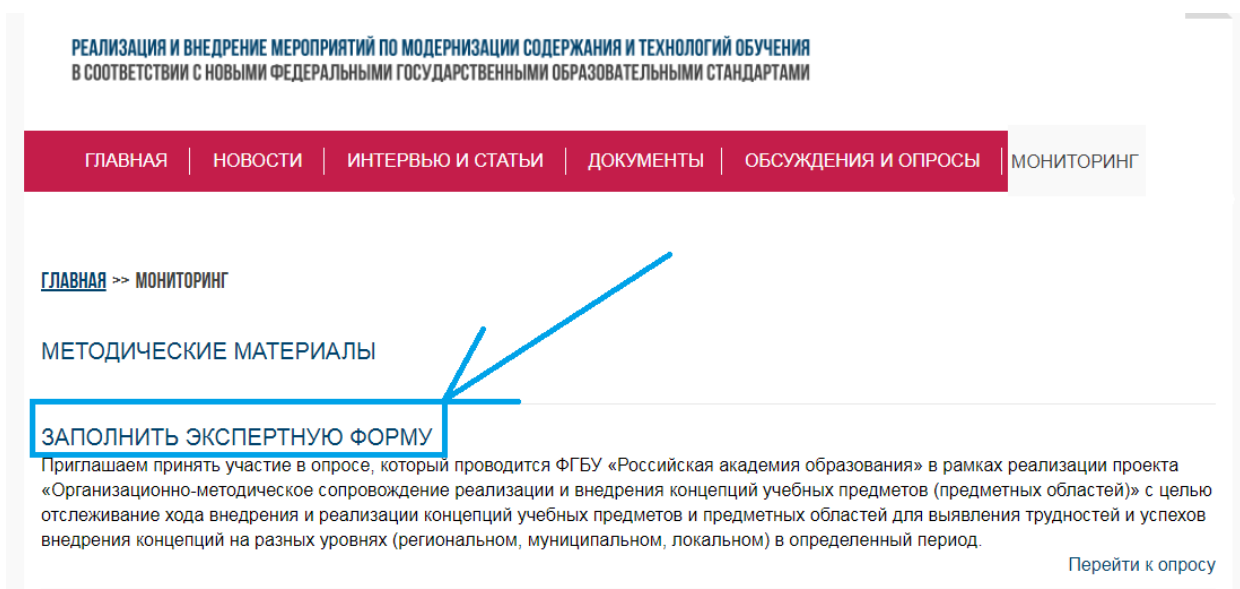 РЕАЛИЗАЦИЯ И ВНЕДРЕНИЕ МЕРОПРИЯТИЙ ПО МОДЕРНИЗАЦИИ СОДЕРЖАНИЯ И ТЕХНОЛОГИЙ ОБУЧЕНИЯ
В СООТВЕТСТВИИ С НОВЫМИ ФЕДЕРАЛЬНЫМИ ГОСУДАРСТВЕННЫМИ ОБРАЗОВАТЕЛЬНЫМИ СТАНДАРТАМИ
ГЛАВНАЯ НОВОСТИ ИНТЕРВЬЮ И СТАТЬИ ДОКУМЕНТЫ ОБСУЖДЕНИЯ И ОПРОСЫ МОНИТОРИНГ
ГЛАВНАЯ >> МОНИТОРИНГ
МЕТОДИЧЕСКИЕ МАТЕРИАЛЫ
ЗАПОЛНИТЬ ЭКСПЕРТНУЮ ФОРМУ
Приглашаем принять участие в опросе, который проводится ФГБУ «Российская академия образования» в рамках реализации проекта
«Организационно-методическое сопровождение реализации и внедрения концепций учебных предметов (предметных областей)» с целью
отслеживание хода внедрения и реализации концепций учебных предметов и предметных областей для выявления трудностей и успехов
внедрения концепций на разных уровнях (региональном, муниципальном, локальном) в определенный период.
Перейти к опросу